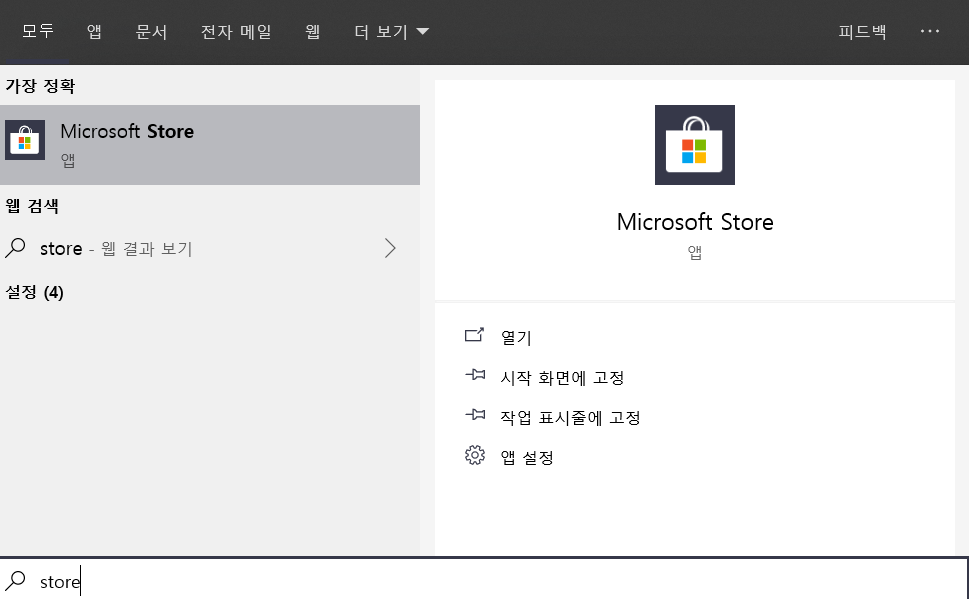 모두 앱 문서 전자 메일 웹 더 보기 피드백 ···
가장 정확
Microsoft Store
앱
웹 검색
store - 웹 결과 보기
설정 (4)
Microsoft Store
앱
열기
시작 화면에 고정
작업 표시줄에 고정
앱 설정
store